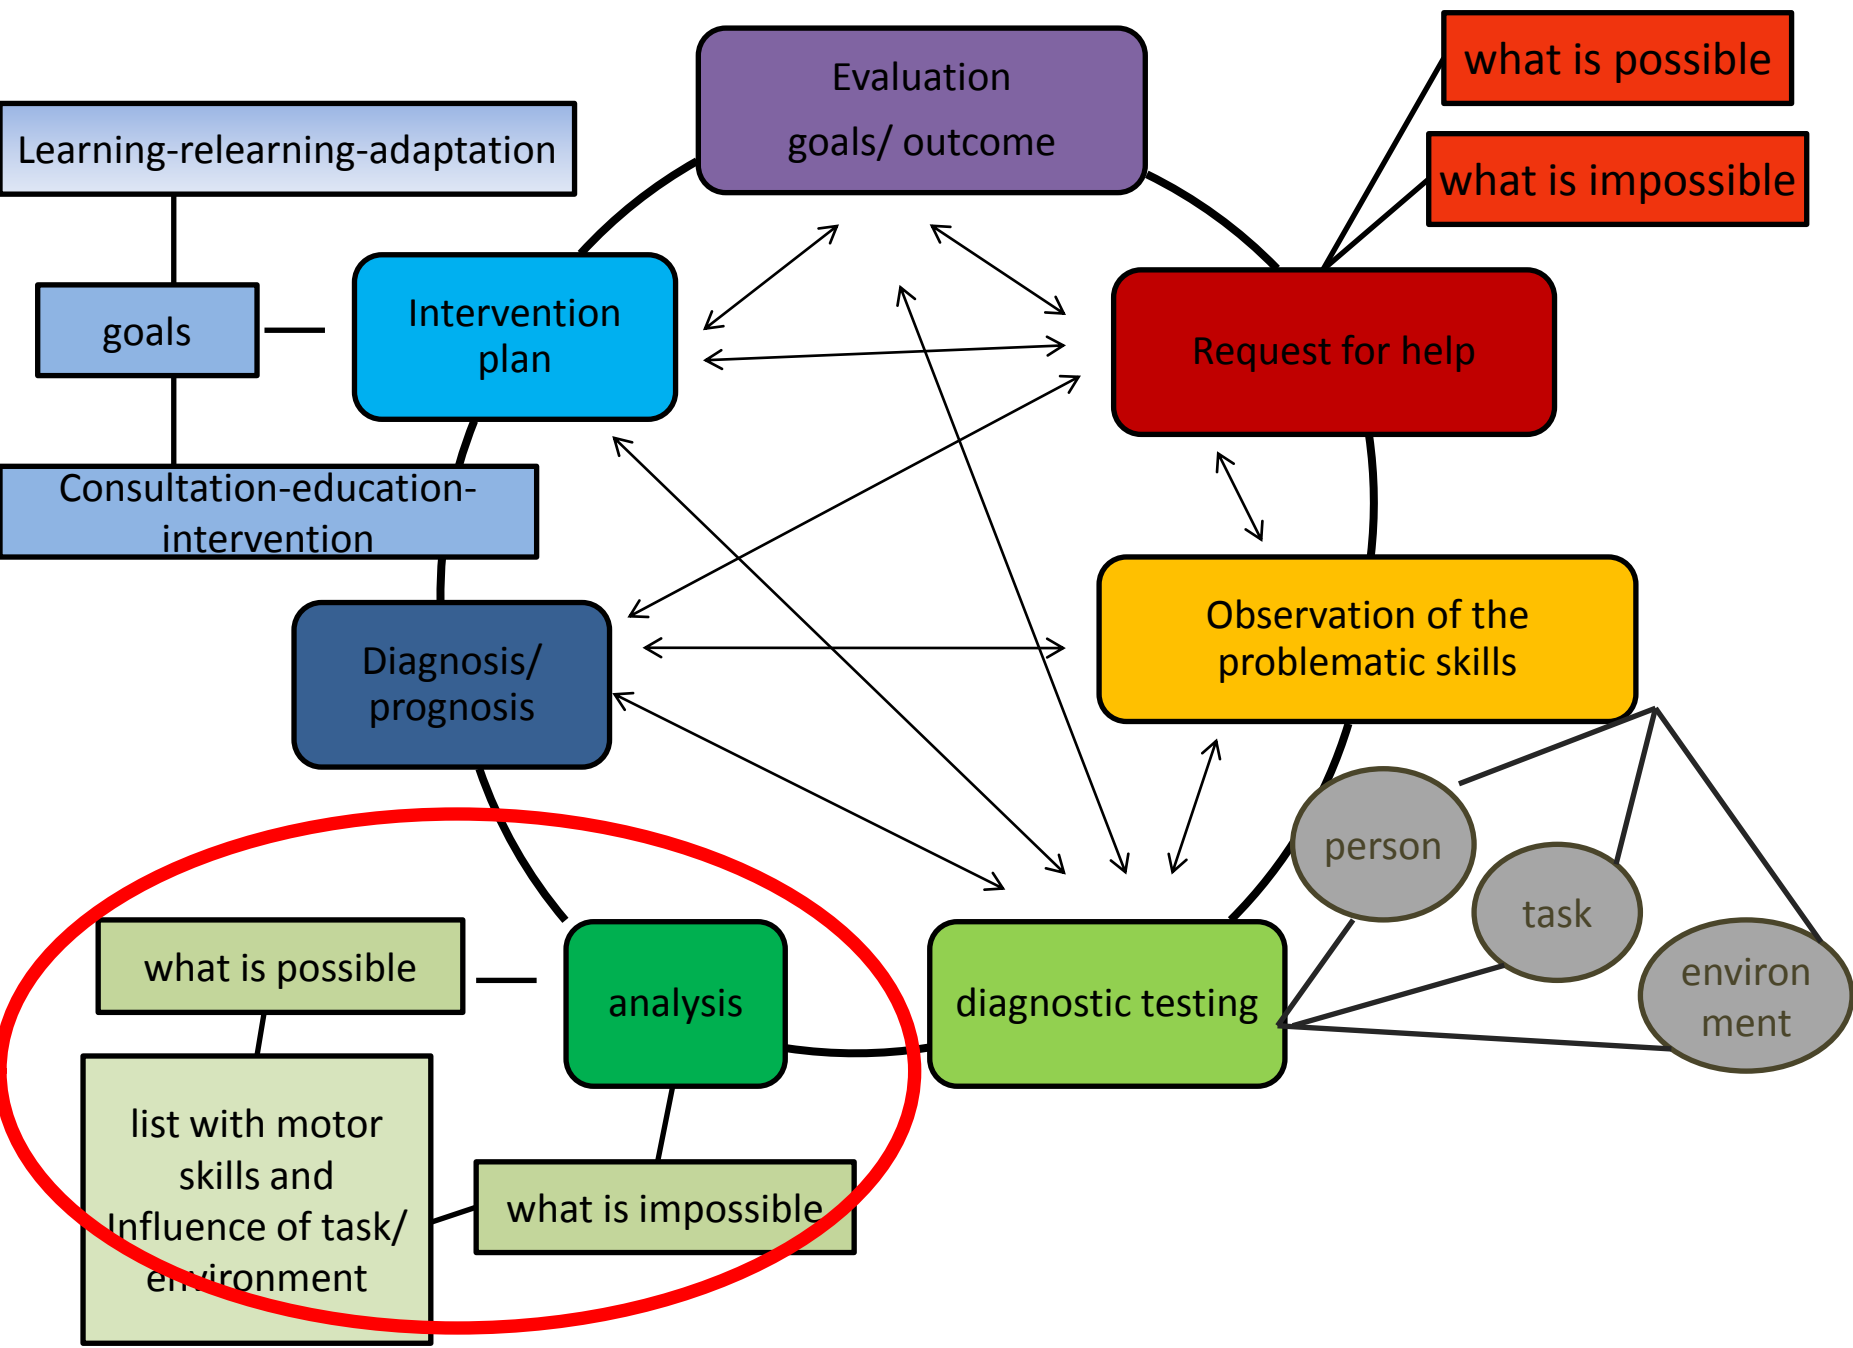 Evaluation
goals/ outcome
what is possible
what is impossible
Learning-relearning-adaptation
goals
Intervention
plan
Request for help
Consultation-education-
intervention
Observation of the
problematic skills
Diagnosis/
prognosis
person
task
environ
ment
what is possible
analysis
diagnostic testing
list with motor
skills and
Influence of task/
environment
what is impossible